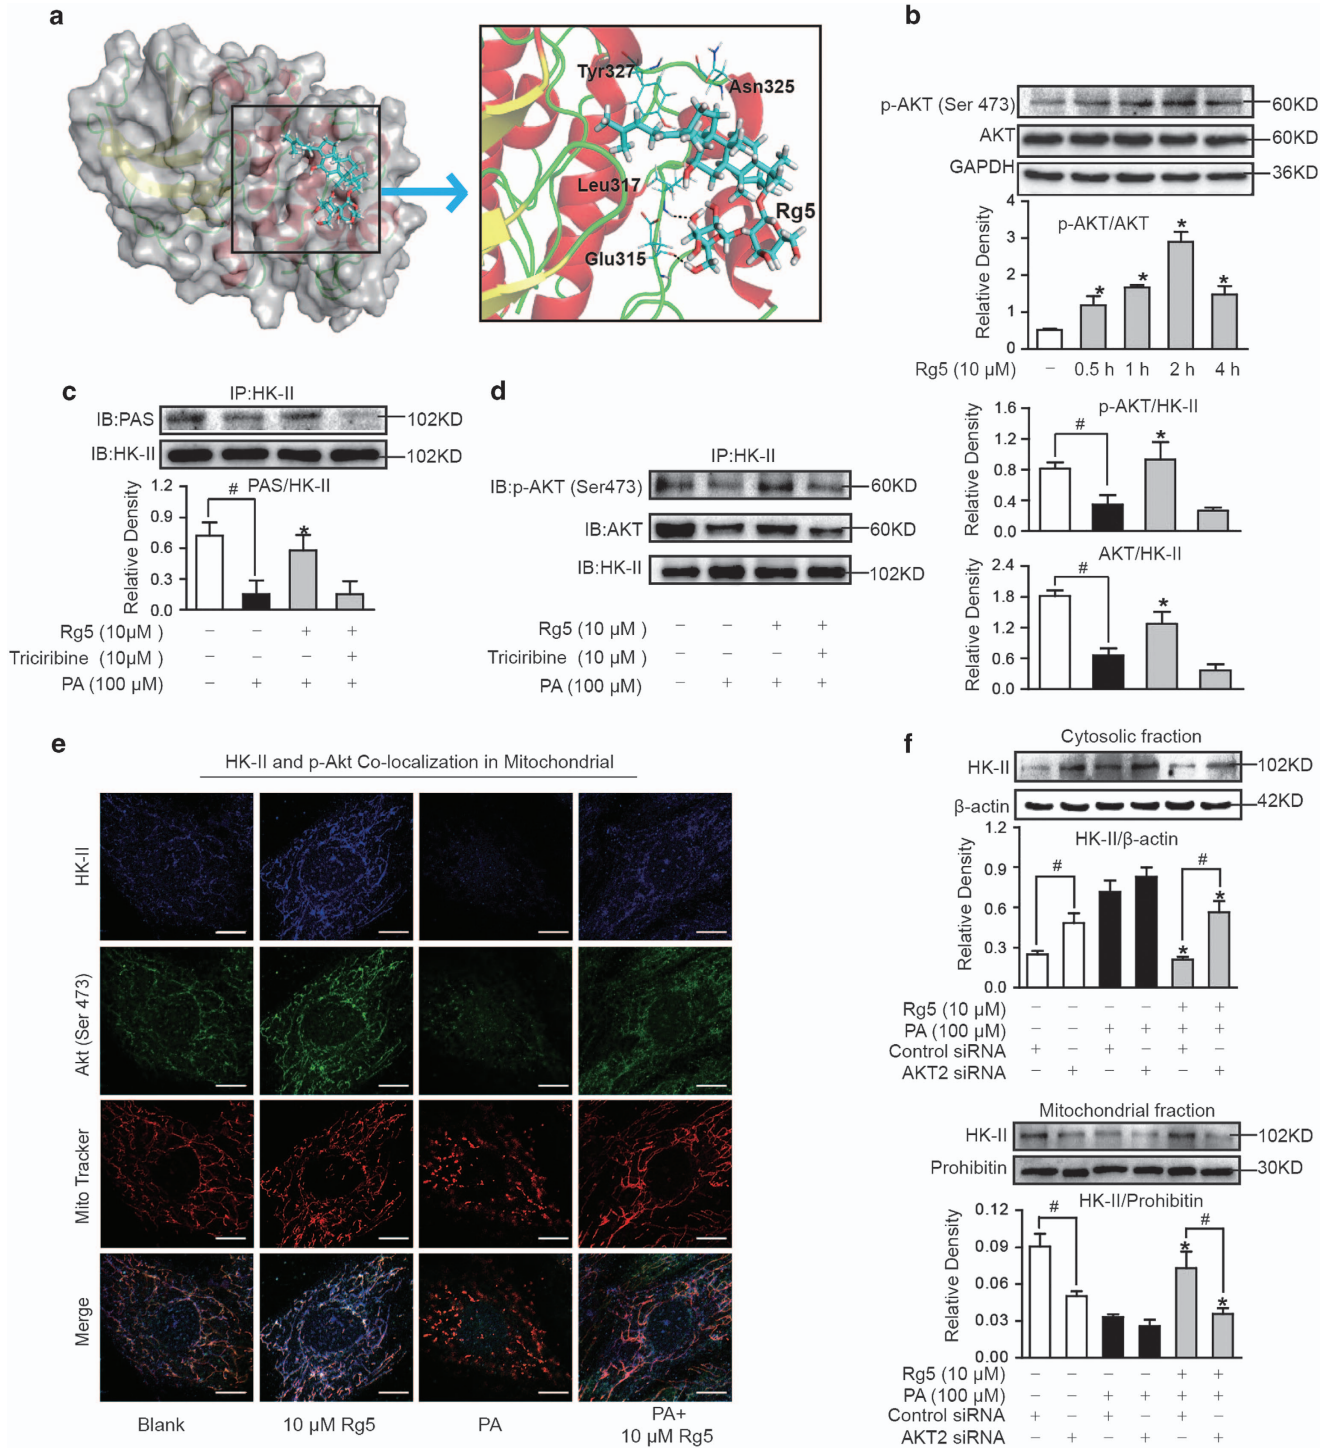 a
Tyr327
Asn325
Leu317
Rg5
Glu315
b
p-AKT (Ser 473)
60KD
AKT
60KD
GAPDH
36KD
p-AKT/AKT
Relative Density
4
3
2
1
0
* * * *
Rg5 (10 µM) – 0.5 h 1 h 2 h 4 h
c
IP:HK-II
IB:PAS
102KD
IB:HK-II
102KD
PAS/HK-II
Relative Density
1.2
0.9
0.6
0.3
0.0
# *
Rg5 (10µM ) – – + +
Triciribine (10µM ) – – – +
PA (100 µM) – + + +
d
IP:HK-II
IB:p-AKT (Ser473)
60KD
IB:AKT
60KD
IB:HK-II
102KD
Rg5 (10 µM ) – – + +
Triciribine (10 µM ) – – – +
PA (100 µM) – + + +
p-AKT/HK-II
Relative Density
1.6
1.2
0.8
0.4
0.0
# *
AKT/HK-II
Relative Density
2.4
1.8
1.2
0.6
0.0
# *
e
HK-II and p-Akt Co-localization in Mitochondrial
HK-II
Akt (Ser 473)
Mito Tracker
Merge
Blank
10 µM Rg5
PA
PA+
10 µM Rg5
f
Cytosolic fraction
HK-II
102KD
β-actin
42KD
HK-II/β-actin
Relative Density
1.2
0.9
0.6
0.3
0.0
# # * *
Rg5 (10 µM) – – – – + +
PA (100 µM) – – + + + +
Control siRNA + – + – + –
AKT2 siRNA – + – + – +
Mitochondrial fraction
HK-II
102KD
Prohibitin
30KD
HK-II/Prohibitin
Relative Density
0.12
0.09
0.06
0.03
0.00
# # * *
Rg5 (10 µM) – – – – + +
PA (100 µM) – – + + + +
Control siRNA + – + – + –
AKT2 siRNA – + – + – +